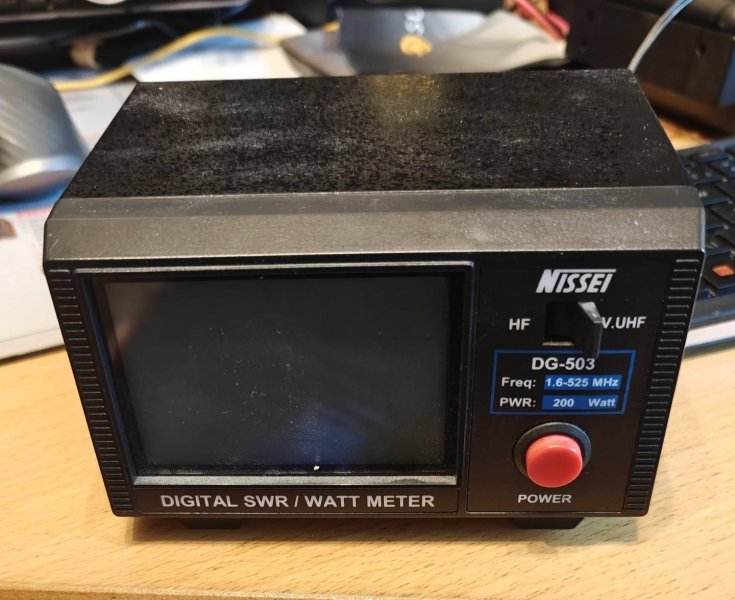 NISSEI
HF V.UHF
DG-503
Freq: 1.6-525 MHz
PWR: 200 Watt
POWER
DIGITAL SWR / WATT METER